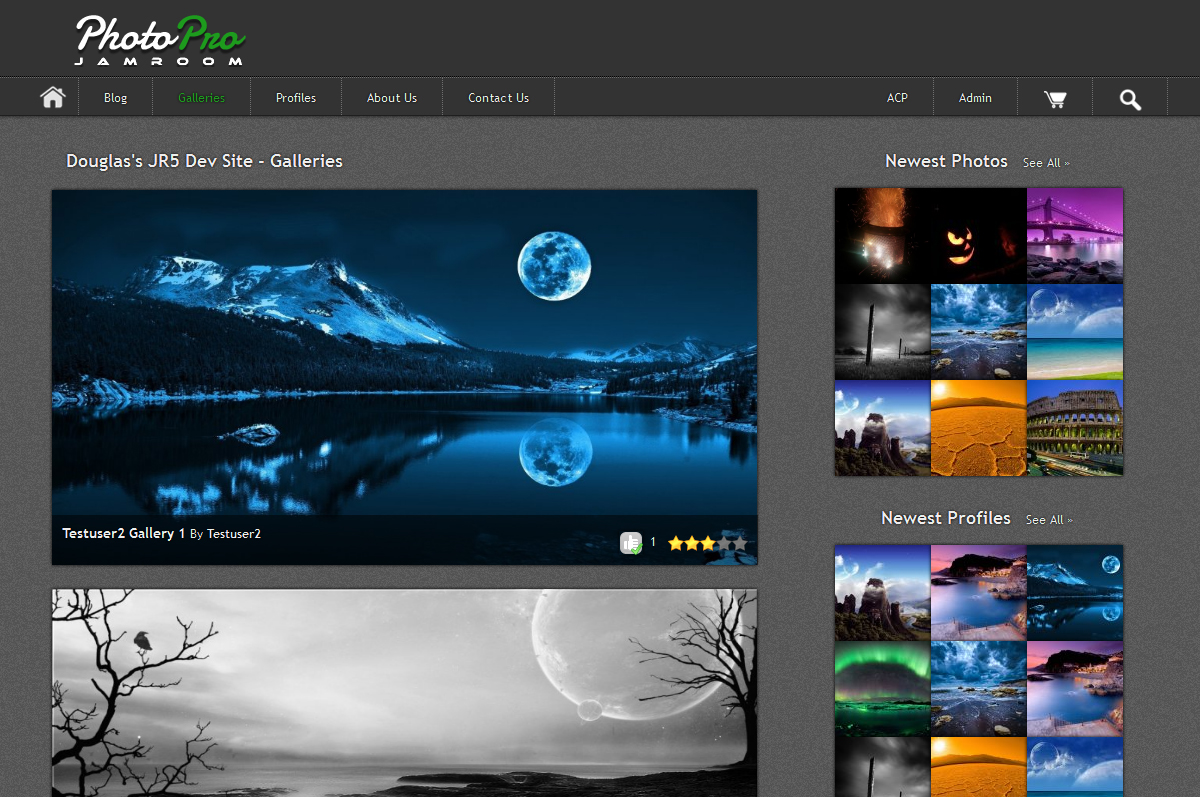 PhotoPro
JAMROOM
Blog
Galleries
Profiles
About Us
Contact Us
ACP
Admin
Douglas's JR5 Dev Site - Galleries
Newest Photos
See All »
Testuser2 Gallery 1 By Testuser2
1
Newest Profiles
See All »